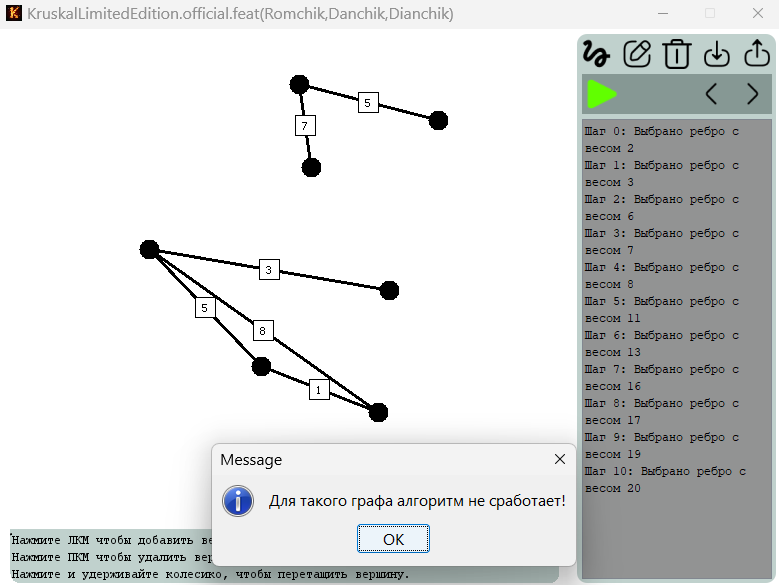 KruskalLimitedEdition.official.feat(Romchik,Danchik,Dianchik)
5
7
3
5
8
1
Шаг 0: Выбрано ребро с
весом 2
Шаг 1: Выбрано ребро с
весом 3
Шаг 2: Выбрано ребро с
весом 6
Шаг 3: Выбрано ребро с
весом 7
Шаг 4: Выбрано ребро с
весом 8
Шаг 5: Выбрано ребро с
весом 11
Шаг 6: Выбрано ребро с
весом 13
Шаг 7: Выбрано ребро с
весом 16
Шаг 8: Выбрано ребро с
весом 17
Шаг 9: Выбрано ребро с
весом 19
Шаг 10: Выбрано ребро с
весом 20
Message
Для такого графа алгоритм не сработает!
OK
Нажмите ЛКМ чтобы добавить
Нажмите ПКМ чтобы удалить
Нажмите и удерживайте колесико, чтобы перетащить вершину.